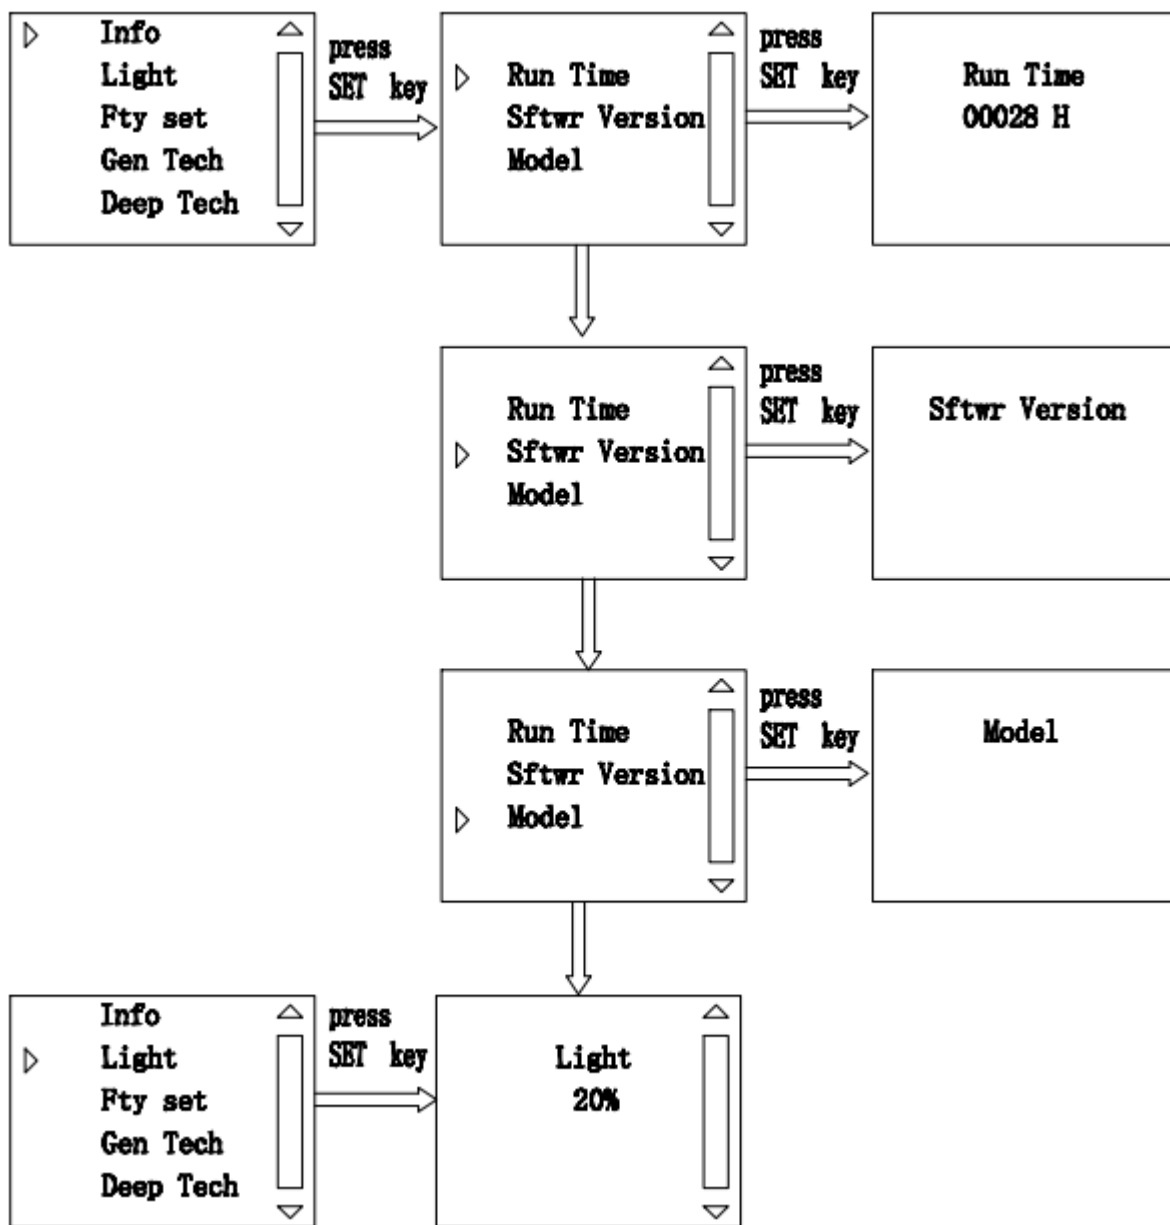 Info
Light
Fty set
Gen Tech
Deep Tech
press
SET key
Run Time
Sftwr Version
Model
press
SET key
Run Time
00028 H
Run Time
Sftwr Version
Model
press
SET key
Sftwr Version
Run Time
Sftwr Version
Model
press
SET key
Model
Info
Light
Fty set
Gen Tech
Deep Tech
press
SET key
Light
20%